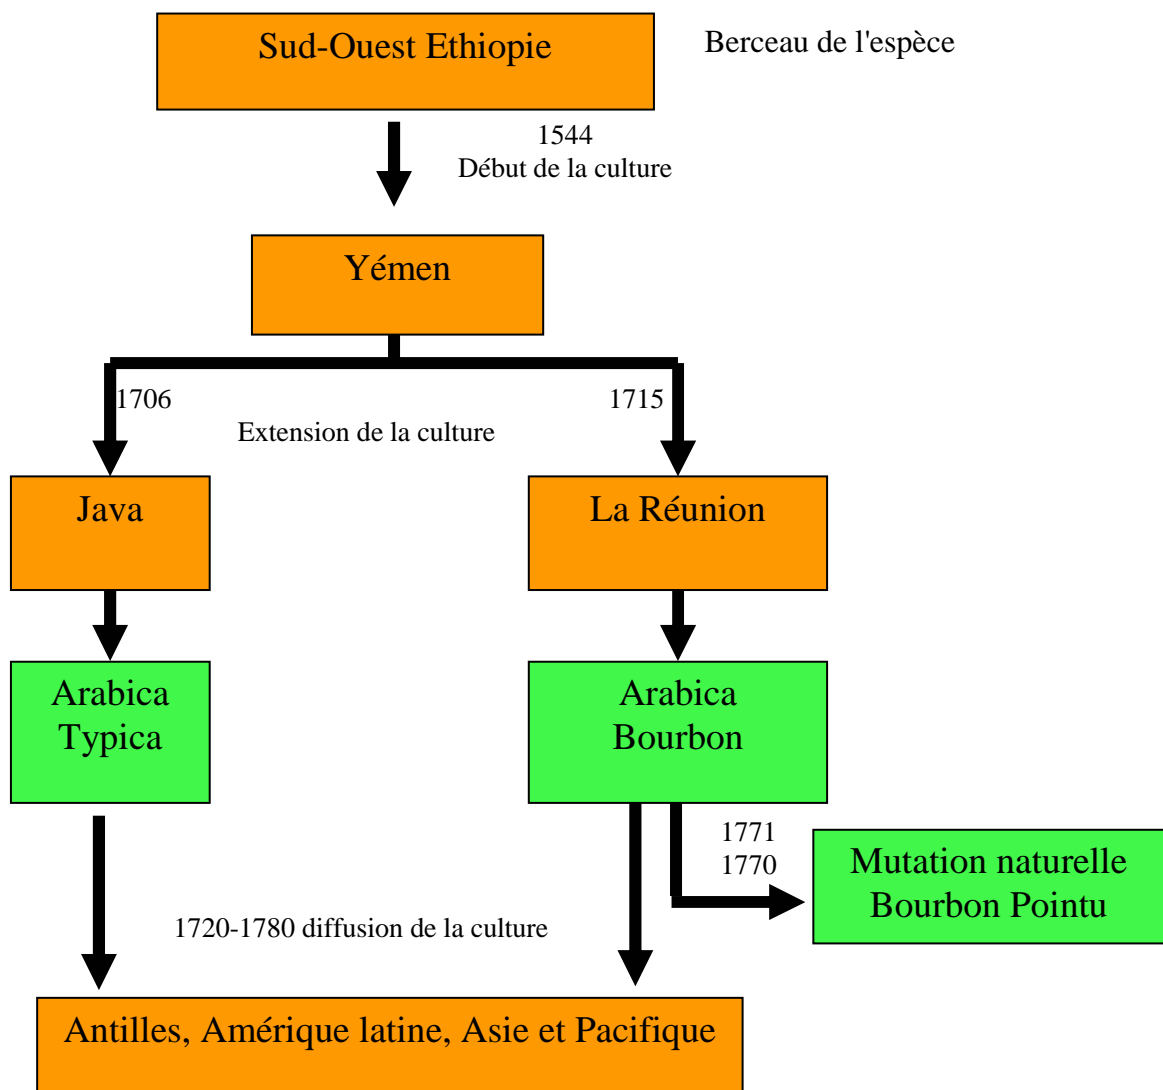 Sud-Ouest Ethiopie
Berceau de l'espèce
1544
Début de la culture
Yémen
1706
1715
Extension de la culture
Java
La Réunion
Arabica
Typica
Arabica
Bourbon
1771
1770
Mutation naturelle
Bourbon Pointu
1720-1780 diffusion de la culture
Antilles, Amérique latine, Asie et Pacifique